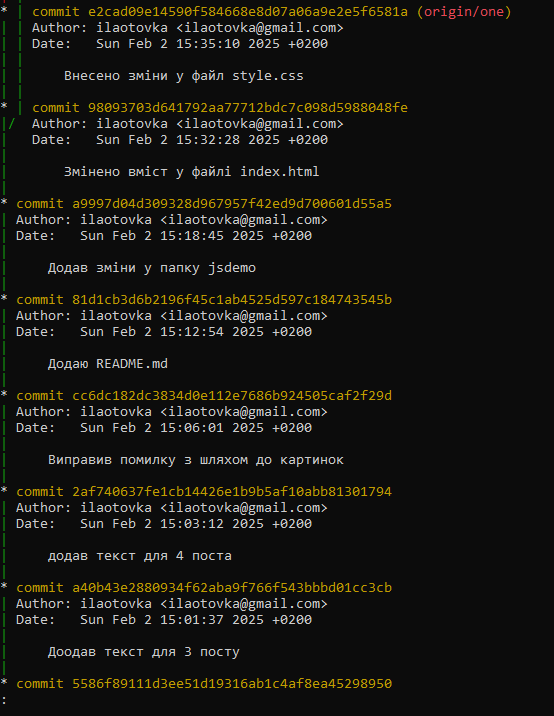 * | commit e2cad09e14590f584668e8d07a06a9e2e5f6581a (origin/one)
| | Author: ilaotovka <ilaotovka@gmail.com>
| | Date:   Sun Feb 2 15:35:10 2025 +0200
| |
| |     Внесено зміни у файл style.css
| |
* | commit 98093703d641792aa77712bdc7c098d5988048fe
|/  Author: ilaotovka <ilaotovka@gmail.com>
|   Date:   Sun Feb 2 15:32:28 2025 +0200
|
|       Змінено вміст у файлі index.html
|
* commit a9997d04d309328d967957f42ed9d700601d55a5
| Author: ilaotovka <ilaotovka@gmail.com>
| Date:   Sun Feb 2 15:18:45 2025 +0200
|
|     Додав зміни у папку jsdemo
|
* commit 81d1cb3d6b2196f45c1ab4525d597c184743545b
| Author: ilaotovka <ilaotovka@gmail.com>
| Date:   Sun Feb 2 15:12:54 2025 +0200
|
|     Додаю README.md
|
* commit cc6dc182dc3834d0e112e7686b924505caf2f29d
| Author: ilaotovka <ilaotovka@gmail.com>
| Date:   Sun Feb 2 15:06:01 2025 +0200
|
|     Виправив помилку з шляхом до картинок
|
* commit 2af740637fe1cb14426e1b9b5af10abb81301794
| Author: ilaotovka <ilaotovka@gmail.com>
| Date:   Sun Feb 2 15:03:12 2025 +0200
|
|     додав текст для 4 поста
|
* commit a40b43e2880934f62aba9f766f543bbbd01cc3cb
| Author: ilaotovka <ilaotovka@gmail.com>
| Date:   Sun Feb 2 15:01:37 2025 +0200
|
|     Доодав текст для 3 посту
|
* commit 5586f89111d3ee51d19316ab1c4af8ea45298950
: